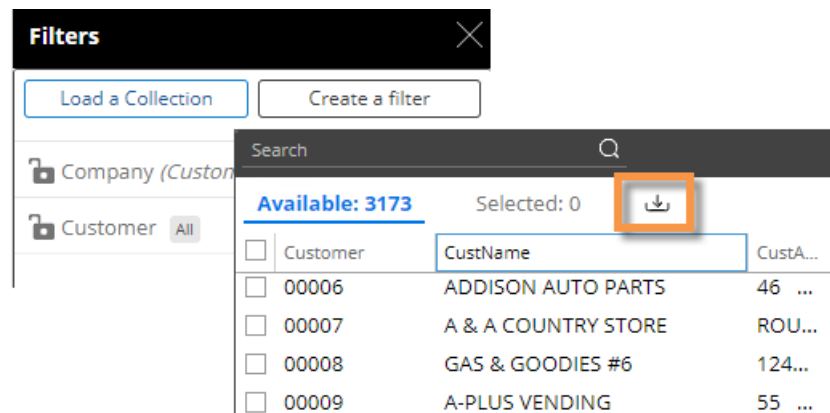 Filters
Load a Collection Create a filter
Company (Custon
Customer All
Search
Available: 3173 Selected: 0
Customer CustName CustA...
00006 ADDISON AUTO PARTS 46 ...
00007 A & A COUNTRY STORE ROU...
00008 GAS & GOODIES #6 124...
00009 A-PLUS VENDING 55 ...